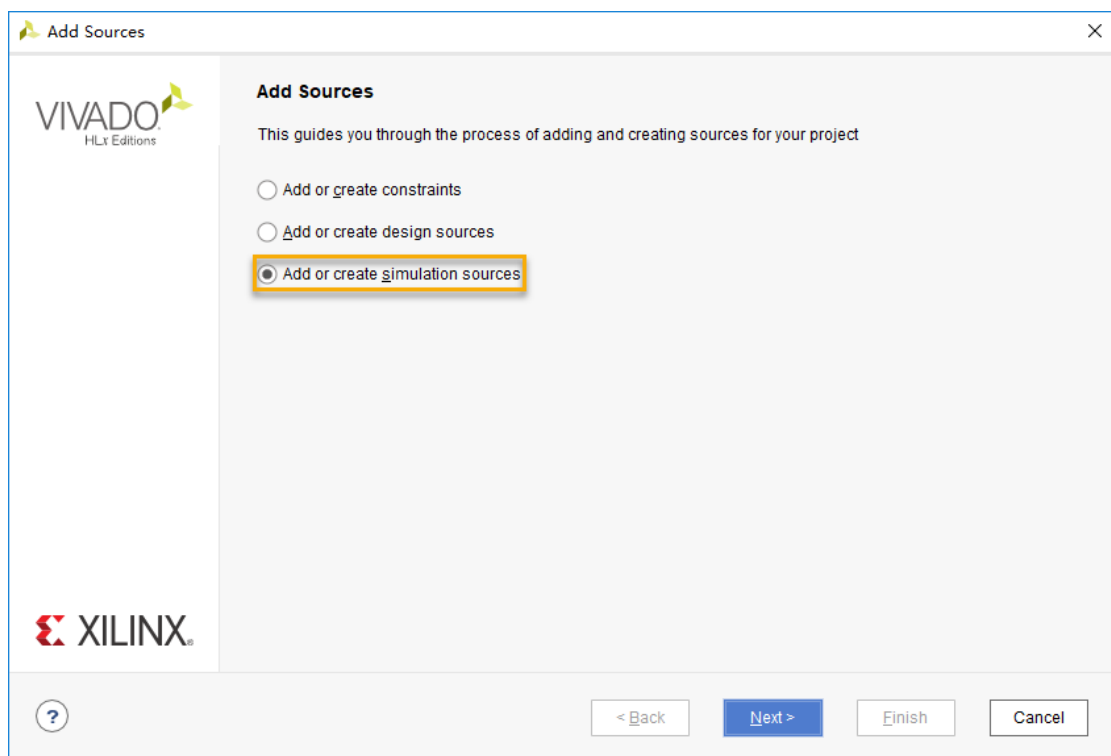 Add Sources
VIVADO
HLx Editions
Add Sources
This guides you through the process of adding and creating sources for your project
Add or create constraints
Add or create design sources
Add or create simulation sources
XILINX
?
< Back
Next >
Finish
Cancel